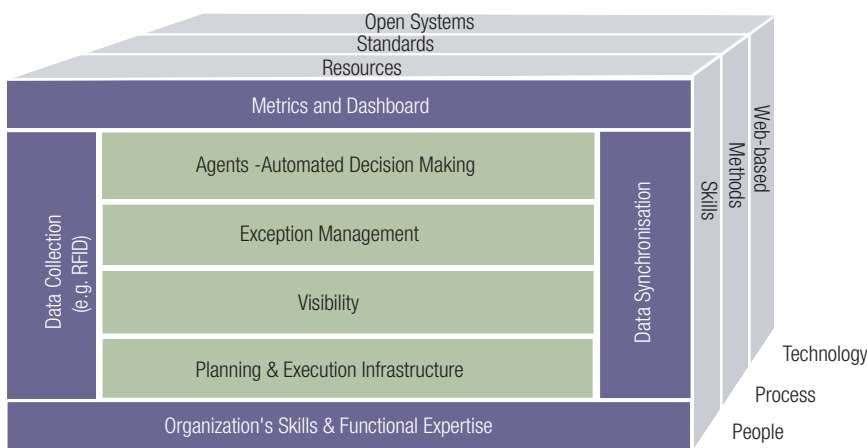 Open Systems
Standards
Resources
Metrics and Dashboard
Data Collection
(e.g. RFID)
Agents -Automated Decision Making
Exception Management
Visibility
Planning & Execution Infrastructure
Data Synchronisation
Organization's Skills & Functional Expertise
Skills
Methods
Web-based
Technology
Process
People